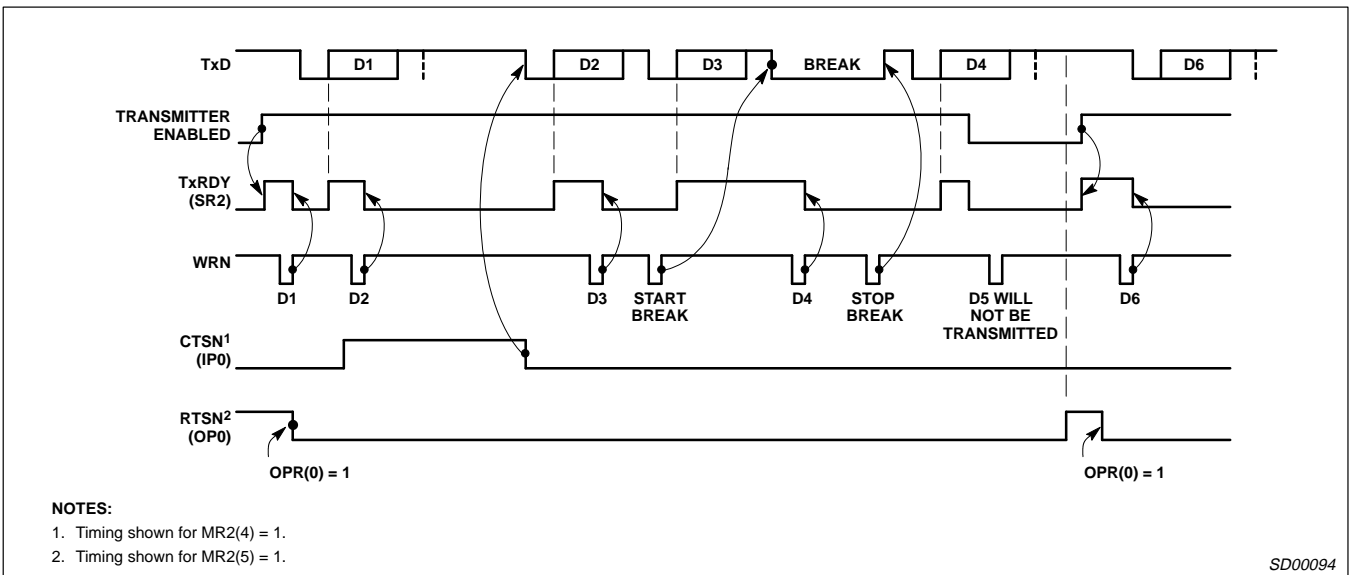 TxD
D1
D2
D3
BREAK
D4
D6
TRANSMITTER
ENABLED
TxRDY
(SR2)
WRN
D1
D2
D3
START
BREAK
D4
STOP
BREAK
D5 WILL
NOT BE
TRANSMITTED
D6
CTSN1
(IP0)
RTSN2
(OP0)
OPR(0) = 1
OPR(0) = 1
NOTES:
1. Timing shown for MR2(4) = 1.
2. Timing shown for MR2(5) = 1.
SD00094